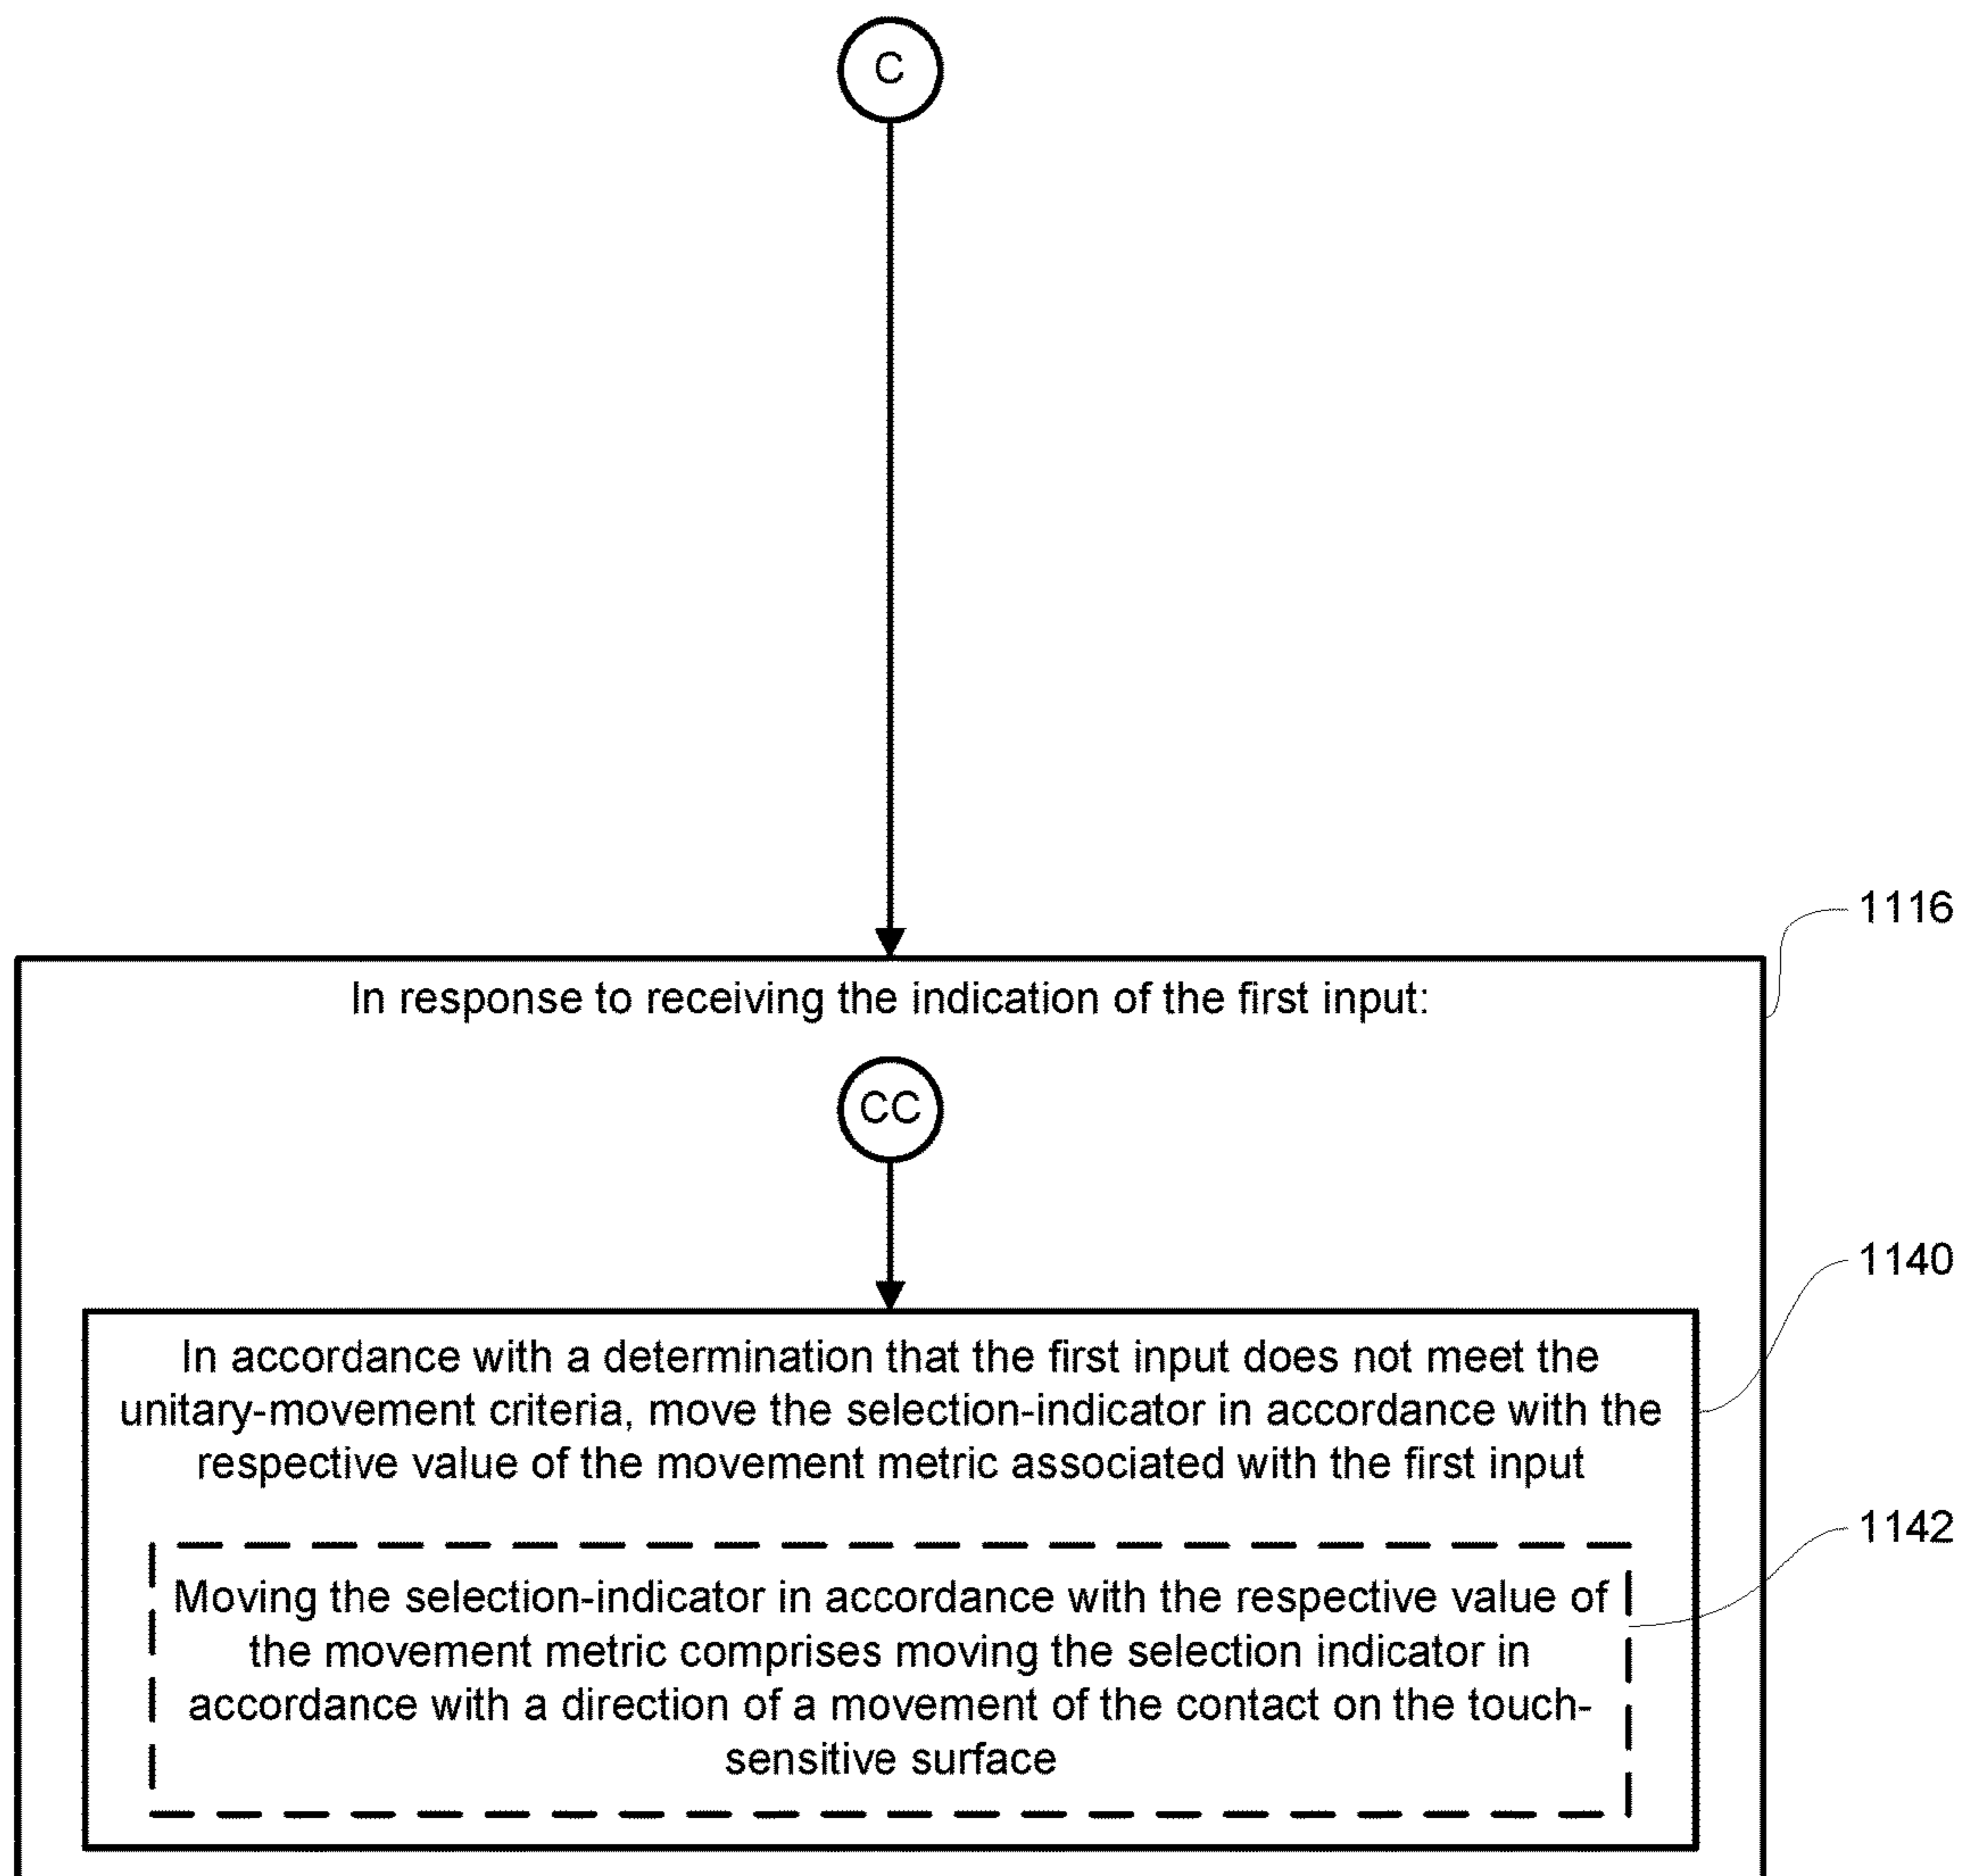 C
1116
In response to receiving the indication of the first input:
CC
1140
In accordance with a determination that the first input does not meet the
unitary-movement criteria, move the selection-indicator in accordance with the
respective value of the movement metric associated with the first input
1142
Moving the selection-indicator in accordance with the respective value of
the movement metric comprises moving the selection indicator in
accordance with a direction of a movement of the contact on the touch-
sensitive surface